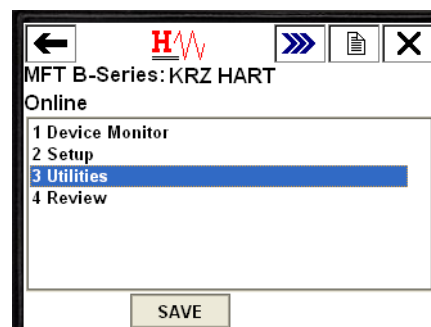 H
MFT B-Series: KRZ HART
Online
1 Device Monitor
2 Setup
3 Utilities
4 Review
SAVE